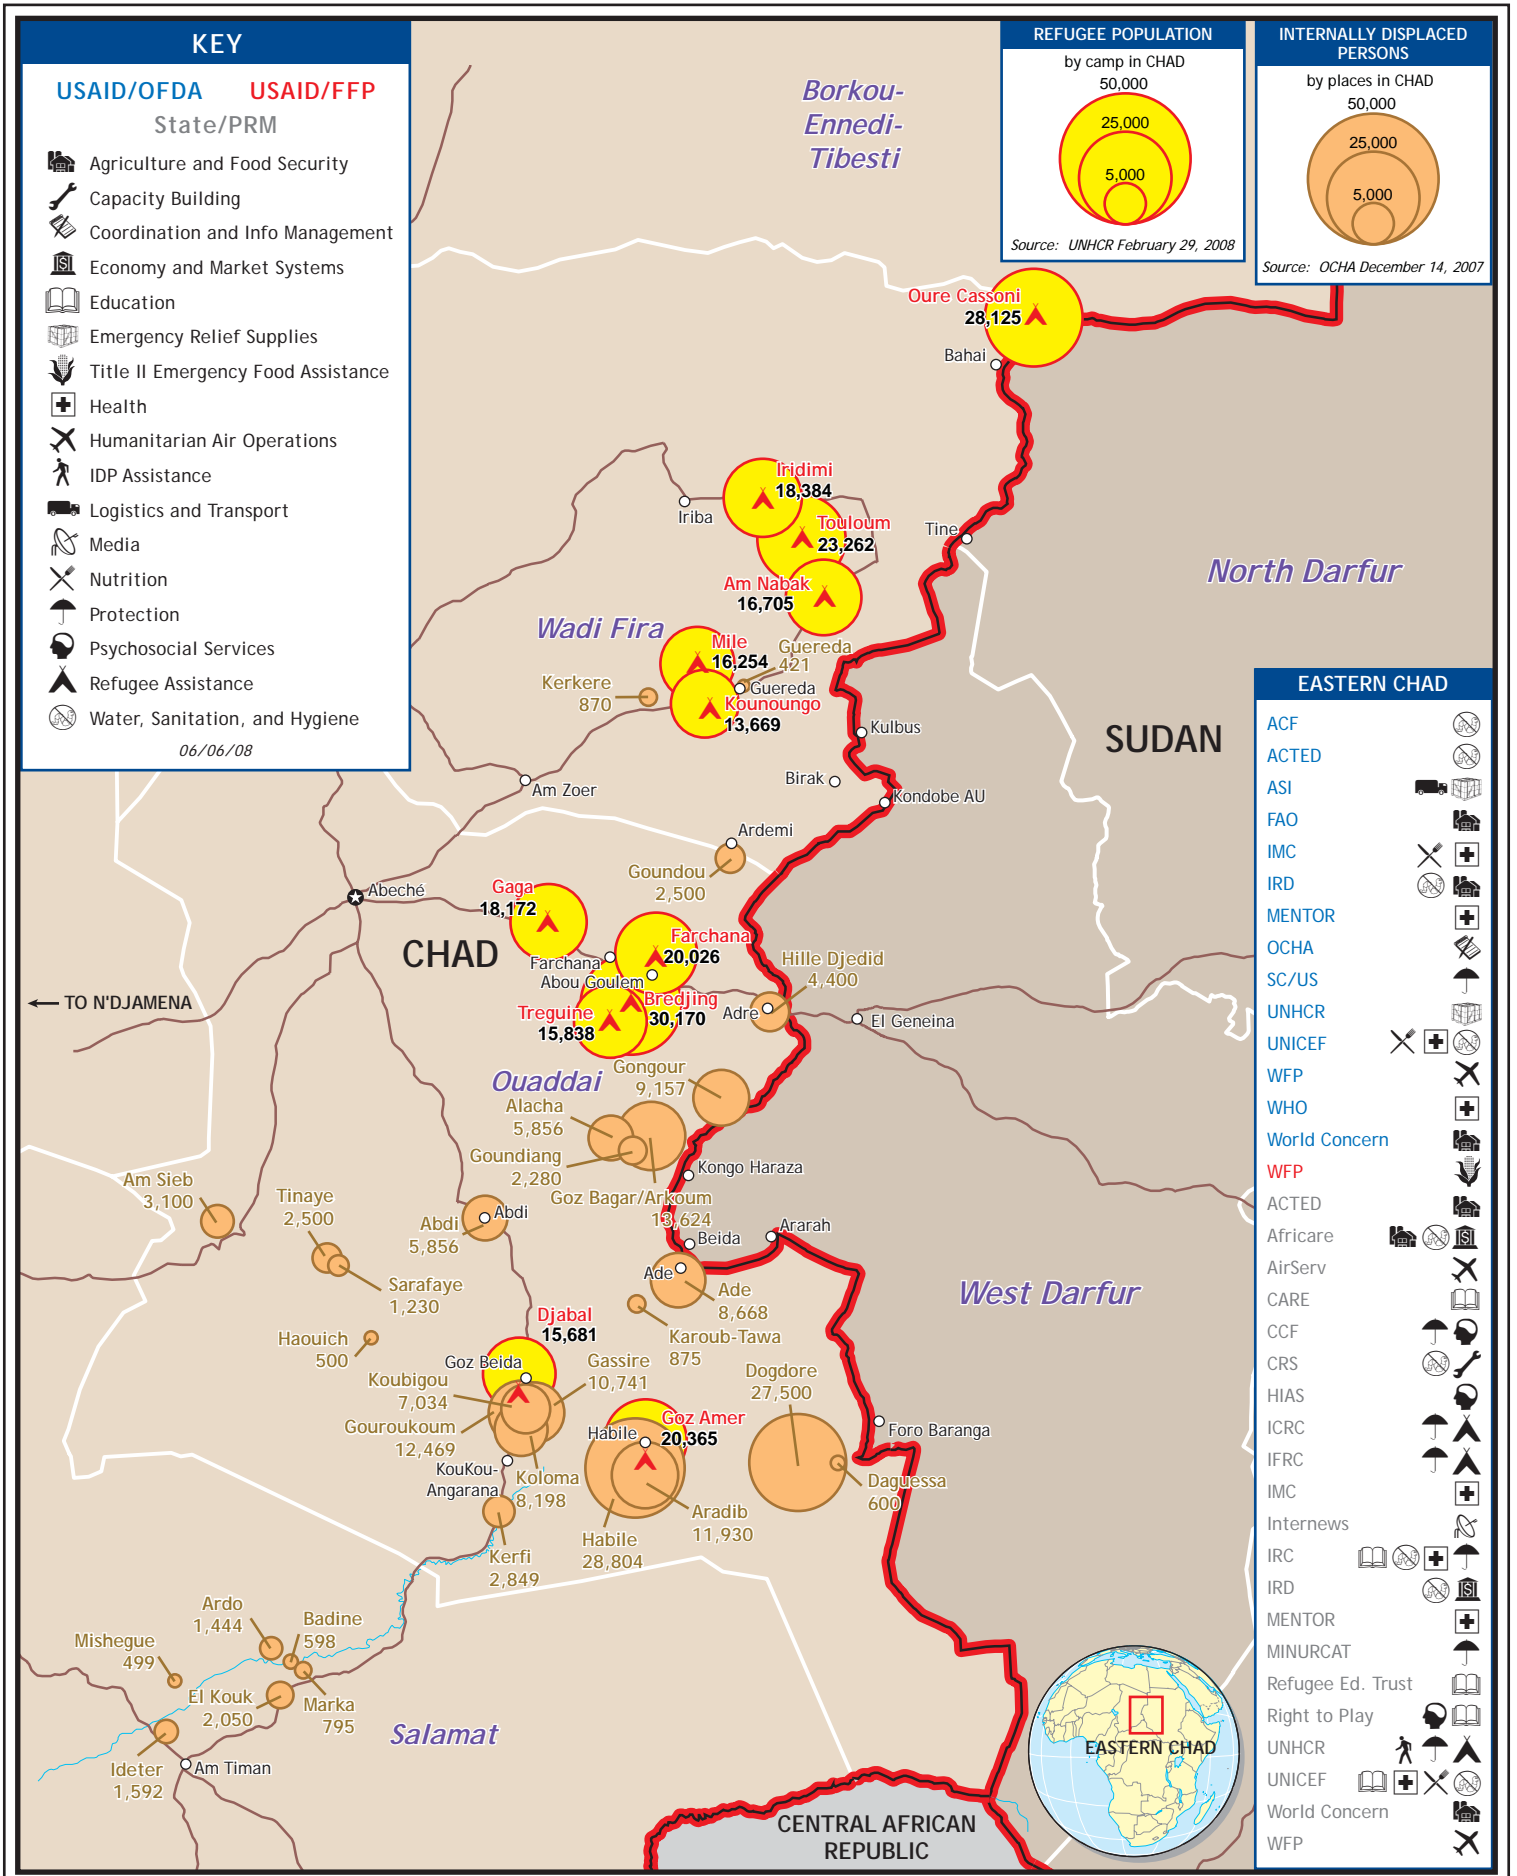 KEY
USAID/OFDA USAID/FFP
State/PRM
Agriculture and Food Security
Capacity Building
Coordination and Info Management
Economy and Market Systems
Education
Emergency Relief Supplies
Title II Emergency Food Assistance
Health
Humanitarian Air Operations
IDP Assistance
Logistics and Transport
Media
Nutrition
Protection
Psychosocial Services
Refugee Assistance
Water, Sanitation, and Hygiene
06/06/08
REFUGEE POPULATION
by camp in CHAD
50,000
25,000
5,000
Source: UNHCR February 29, 2008
INTERNALLY DISPLACED
PERSONS
by places in CHAD
50,000
25,000
5,000
Source: OCHA December 14, 2007
Borkou-
Ennedi-
Tibesti
Oure Cassoni
28,125
Bahai
Iridimi
18,384
Iriba
Touloum
23,262
Tine
Am Nabak
16,705
North Darfur
Wadi Fira
Mile
16,254
Guereda
421
Kerkere
870
Guereda
Kounoungo
13,669
Kulbus
SUDAN
Birak
Am Zoer
Kondobe AU
Ardemi
Goundou
2,500
Abeché
Gaga
18,172
CHAD
Farchana
20,026
Farchana
Abou Goulem
Hille Djedid
4,400
TO N'DJAMENA
Bredjing
30,170
Treguine
15,838
Adre
El Geneina
Ouaddai
Gongour
9,157
Alacha
5,856
Goundiang
2,280
Kongo Haraza
Goz Bagar/Arkoum
13,624
Am Sieb
3,100
Tinaye
2,500
Abdi
5,856
Abdi
Beida
Ararah
Sarafaye
1,230
Ade
Ade
8,668
West Darfur
Djabal
15,681
Karoub-Tawa
875
Haouich
500
Goz Beida
Gassire
10,741
Koubigou
7,034
Dogdore
27,500
Gouroukoum
12,469
Goz Amer
20,365
Habile
Foro Baranga
KouKou-
Angarana
Koloma
8,198
Daguessa
600
Aradib
11,930
Habile
28,804
Kerfi
2,849
Ardo
1,444
Badine
598
Mishegue
499
El Kouk
2,050
Marka
795
Salamat
Ideter
1,592
Am Timan
EASTERN CHAD
CENTRAL AFRICAN
REPUBLIC
EASTERN CHAD
ACF
ACTED
ASI
FAO
IMC
IRD
MENTOR
OCHA
SC/US
UNHCR
UNICEF
WFP
WHO
World Concern
WFP
ACTED
Africare
AirServ
CARE
CCF
CRS
HIAS
ICRC
IFRC
IMC
Internews
IRC
IRD
MENTOR
MINURCAT
Refugee Ed. Trust
Right to Play
UNHCR
UNICEF
World Concern
WFP